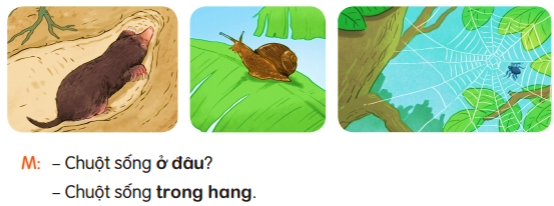 M: – Chuột sống ở đâu?
– Chuột sống trong hang.